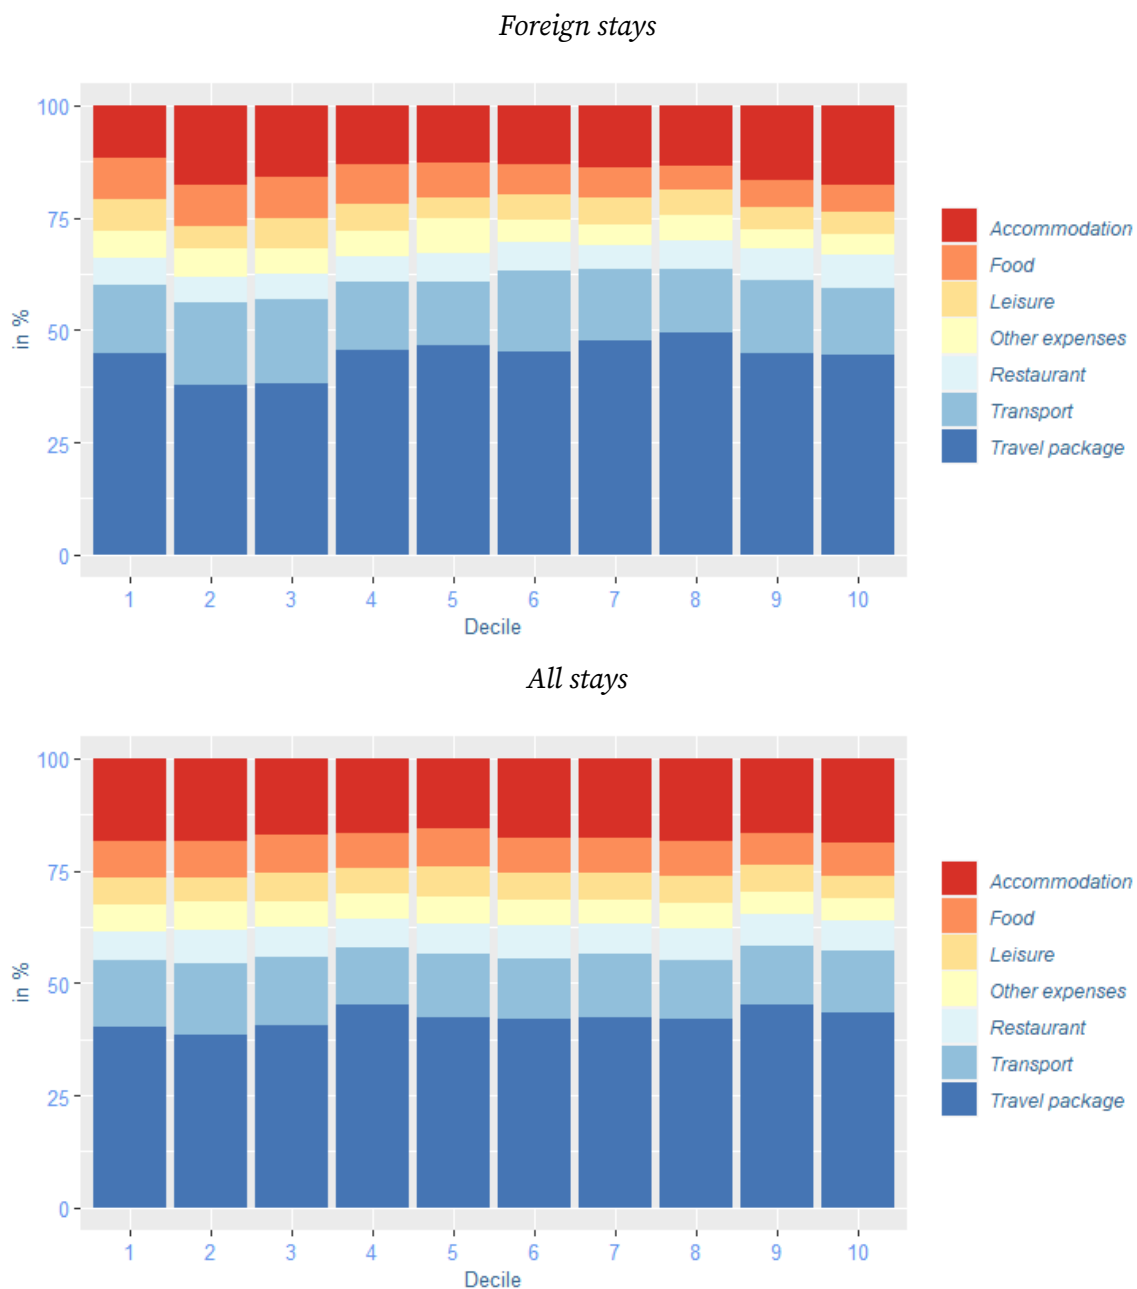 Foreign stays
100
75
50
25
0
in %
1 2 3 4 5 6 7 8 9 10
Decile
Accommodation
Food
Leisure
Other expenses
Restaurant
Transport
Travel package
All stays
100
75
50
25
0
in %
1 2 3 4 5 6 7 8 9 10
Decile
Accommodation
Food
Leisure
Other expenses
Restaurant
Transport
Travel package